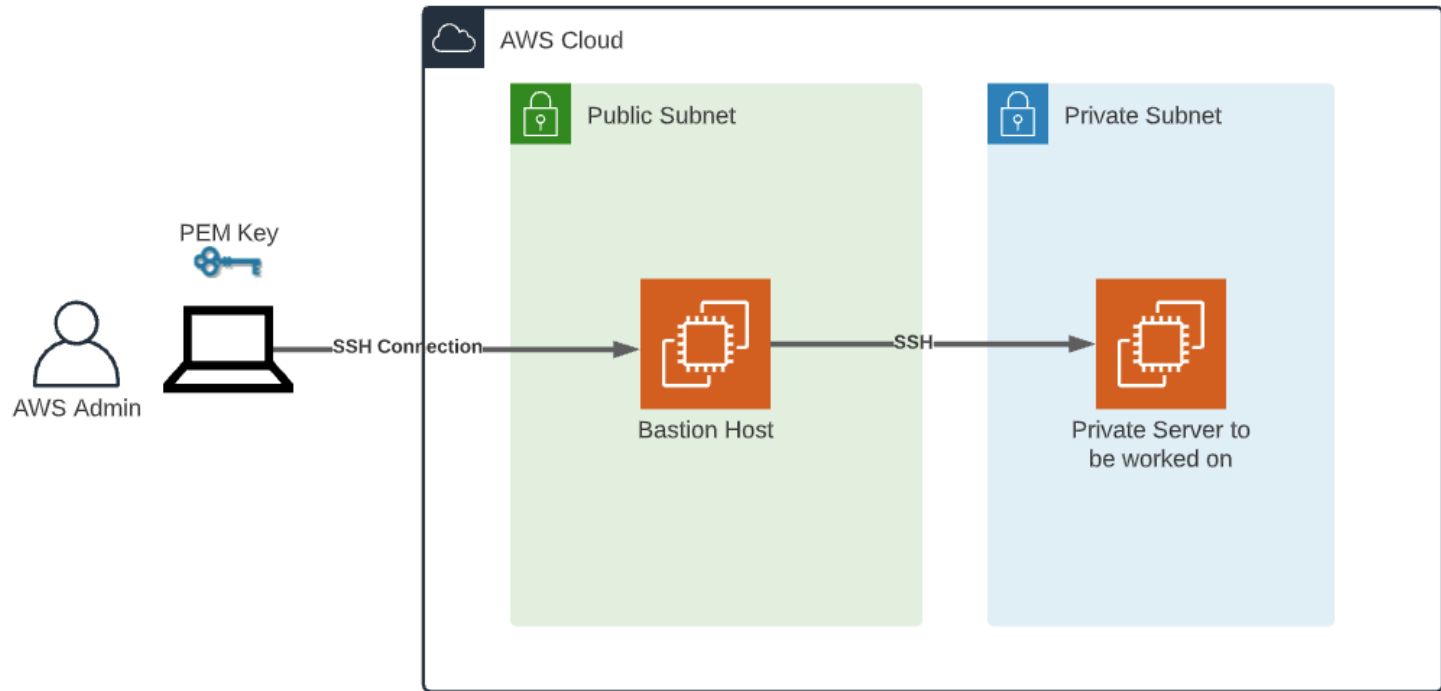 AWS Cloud
Public Subnet
Private Subnet
PEM Key
SSH Connection
SSH
AWS Admin
Bastion Host
Private Server to
be worked on